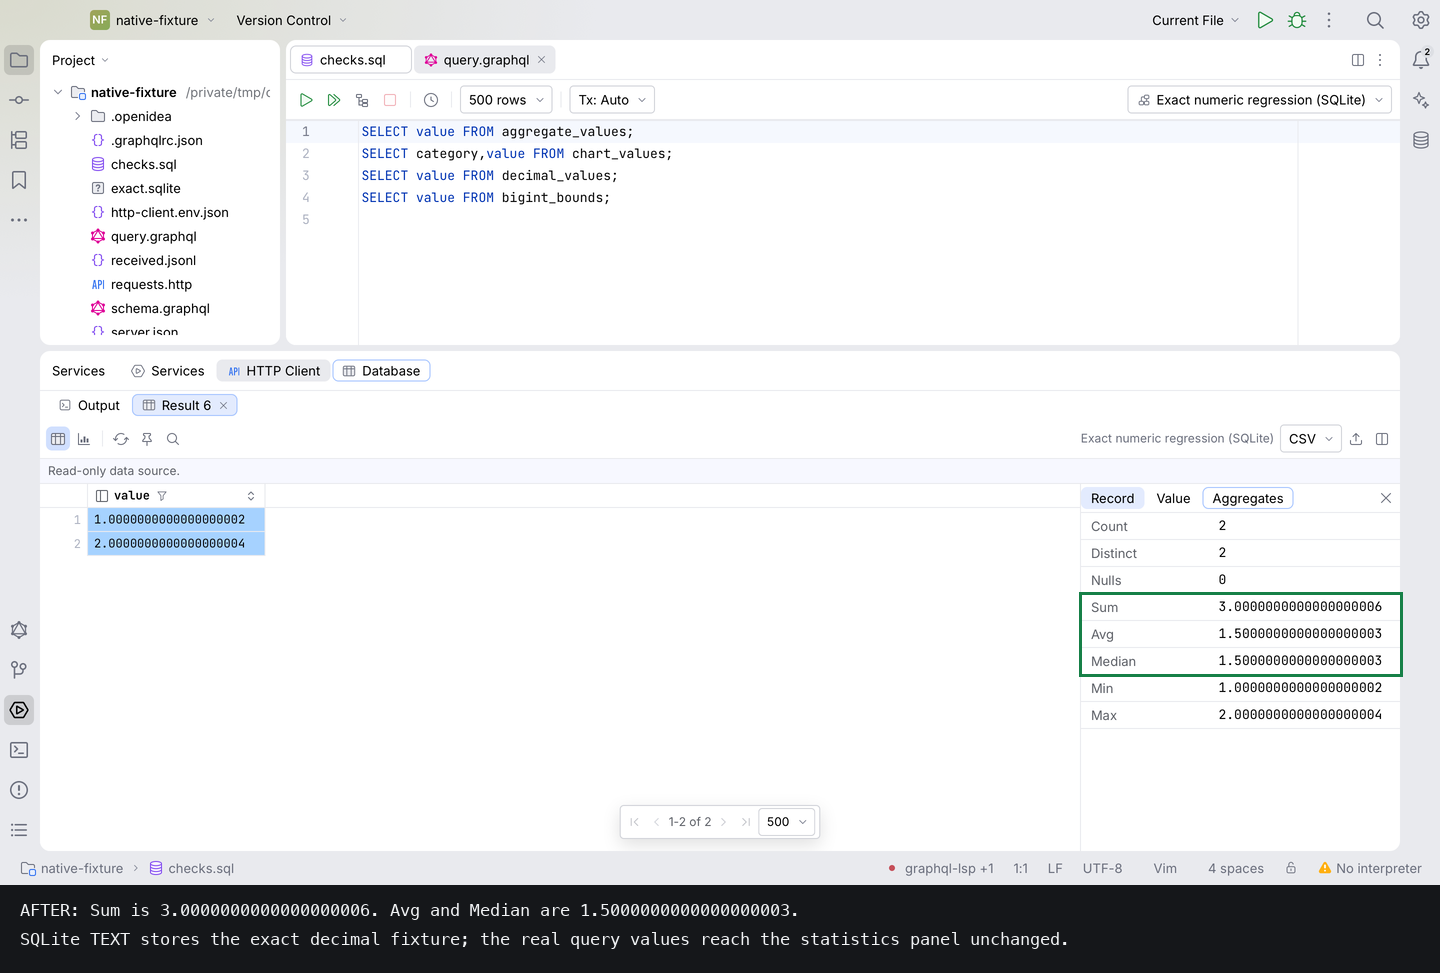 NF native-fixture Version Control Current File
Project
native-fixture /private/tmp/c
.openidea
.graphqlrc.json
checks.sql
exact.sqlite
http-client.env.json
query.graphql
received.jsonl
API requests.http
schema.graphql
server.json
checks.sql query.graphql
2
500 rows Tx: Auto Exact numeric regression (SQLite)
1 SELECT value FROM aggregate_values;
2 SELECT category,value FROM chart_values;
3 SELECT value FROM decimal_values;
4 SELECT value FROM bigint_bounds;
5
Services Services API HTTP Client Database
Output Result 6
Exact numeric regression (SQLite) CSV
Read-only data source.
value
1 1.0000000000000000002
2 2.0000000000000000004
Record Value Aggregates
Count 2
Distinct 2
Nulls 0
Sum 3.0000000000000000006
Avg 1.5000000000000000003
Median 1.5000000000000000003
Min 1.0000000000000000002
Max 2.0000000000000000004
1-2 of 2 500
native-fixture checks.sql graphql-lsp +1 1:1 LF UTF-8 Vim 4 spaces No interpreter
AFTER: Sum is 3.0000000000000000006. Avg and Median are 1.5000000000000000003.
SQLite TEXT stores the exact decimal fixture; the real query values reach the statistics panel unchanged.